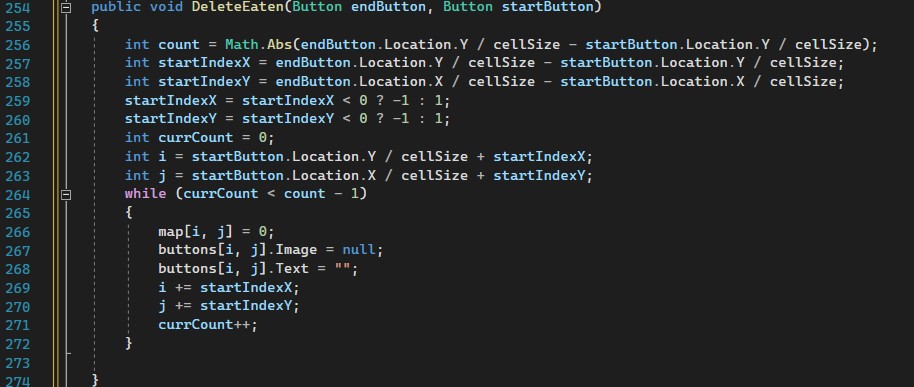 254 public void DeleteEaten(Button endButton, Button startButton)
255 {
256 int count = Math.Abs(endButton.Location.Y / cellSize - startButton.Location.Y / cellSize);
257 int startIndexX = endButton.Location.Y / cellSize - startButton.Location.Y / cellSize;
258 int startIndexY = endButton.Location.X / cellSize - startButton.Location.X / cellSize;
259 startIndexX = startIndexX < 0 ? -1 : 1;
260 startIndexY = startIndexY < 0 ? -1 : 1;
261 int currCount = 0;
262 int i = startButton.Location.Y / cellSize + startIndexX;
263 int j = startButton.Location.X / cellSize + startIndexY;
264 while (currCount < count - 1)
265 {
266 map[i, j] = 0;
267 buttons[i, j].Image = null;
268 buttons[i, j].Text = "";
269 i += startIndexX;
270 j += startIndexY;
271 currCount++;
272 }
273
274 }